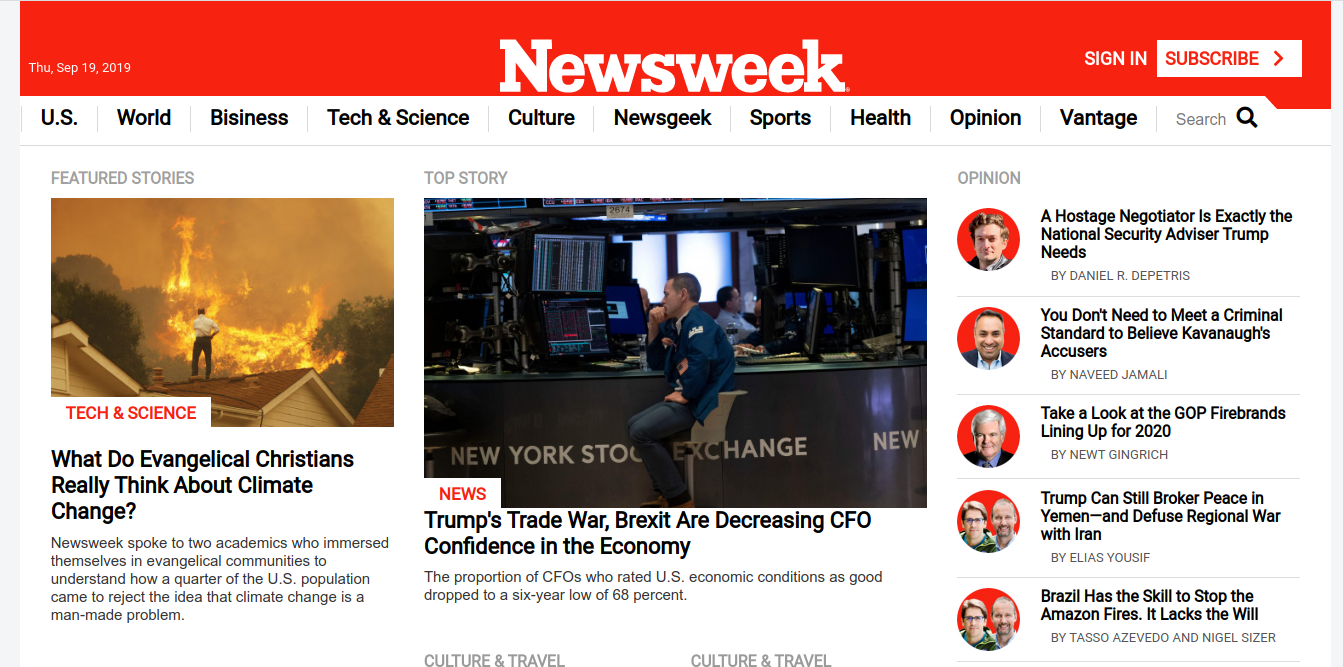 Thu, Sep 19, 2019
Newsweek
SIGN IN
SUBSCRIBE
U.S.
World
Bisiness
Tech & Science
Culture
Newsgeek
Sports
Health
Opinion
Vantage
Search
FEATURED STORIES
TECH & SCIENCE
What Do Evangelical Christians
Really Think About Climate
Change?
Newsweek spoke to two academics who immersed
themselves in evangelical communities to
understand how a quarter of the U.S. population
came to reject the idea that climate change is a
man-made problem.
TOP STORY
2674
NEW YORK STOC EXCHANGE
NEW
NEWS
Trump's Trade War, Brexit Are Decreasing CFO
Confidence in the Economy
The proportion of CFOs who rated U.S. economic conditions as good
dropped to a six-year low of 68 percent.
CULTURE & TRAVEL
CULTURE & TRAVEL
OPINION
A Hostage Negotiator Is Exactly the
National Security Adviser Trump
Needs
BY DANIEL R. DEPETRIS
You Don't Need to Meet a Criminal
Standard to Believe Kavanaugh's
Accusers
BY NAVEED JAMALI
Take a Look at the GOP Firebrands
Lining Up for 2020
BY NEWT GINGRICH
Trump Can Still Broker Peace in
Yemen—and Defuse Regional War
with Iran
BY ELIAS YOUSIF
Brazil Has the Skill to Stop the
Amazon Fires. It Lacks the Will
BY TASSO AZEVEDO AND NIGEL SIZER